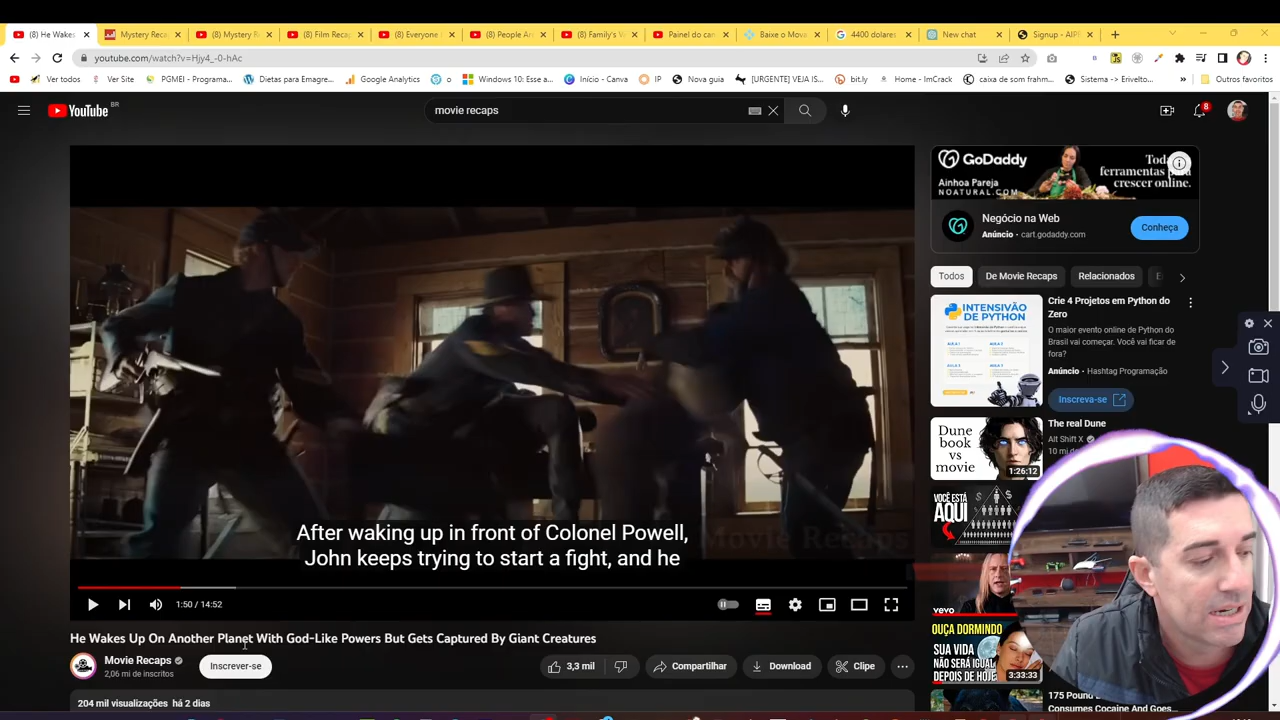 (8) He Wakes
Mystery Reca
(8) Mystery R
(8) Film Reca
(8) Everyone
(8) People Ar
(8) Family's V
Painel do can
Baixe o Mova
4400 dolares
New chat
Signup - AIPR
youtube.com/watch?v=Hjy4_-0-hAc
Ver todos
Ver Site
PGMEI - Programa...
Dietas para Emagre...
Google Analytics
o
Windows 10: Esse a...
Início - Canva
IP
Nova guia
[URGENTE] VEJA IS...
bit.ly
Home - ImCrack
caixa de som frahm...
Sistema -> Erivelto...
Outros favoritos
YouTube BR
movie recaps
8
After waking up in front of Colonel Powell,
John keeps trying to start a fight, and he
Movie Recaps
1:50 / 14:52
He Wakes Up On Another Planet With God-Like Powers But Gets Captured By Giant Creatures
Movie Recaps
2,06 mi de inscritos
Inscrever-se
3,3 mil
Compartilhar
Download
Clipe
204 mil visualizações há 2 dias
GoDaddy
Ainhoa Pareja
NOATURAL.COM
ferramentas
crescer online.
Negócio na Web
Anúncio · cart.godaddy.com
Conheça
Todos
De Movie Recaps
Relacionados
INTENSIVÃO
DE PYTHON
Crie 4 Projetos em Python do
Zero
O maior evento online de Python do
Brasil vai começar. Você vai ficar de
fora?
Anúncio · Hashtag Programação
Inscreva-se
Dune
book
vs
movie
1:26:12
The real Dune
Alt Shift X
VOCÊ ESTÁ
AQUI
vevo
OUÇA DORMINDO
SUA VIDA
NÃO SERÁ IGUAL
DEPOIS DE HOJE
3:33:33
175 Pound
Consumes Cocaine And Goes...